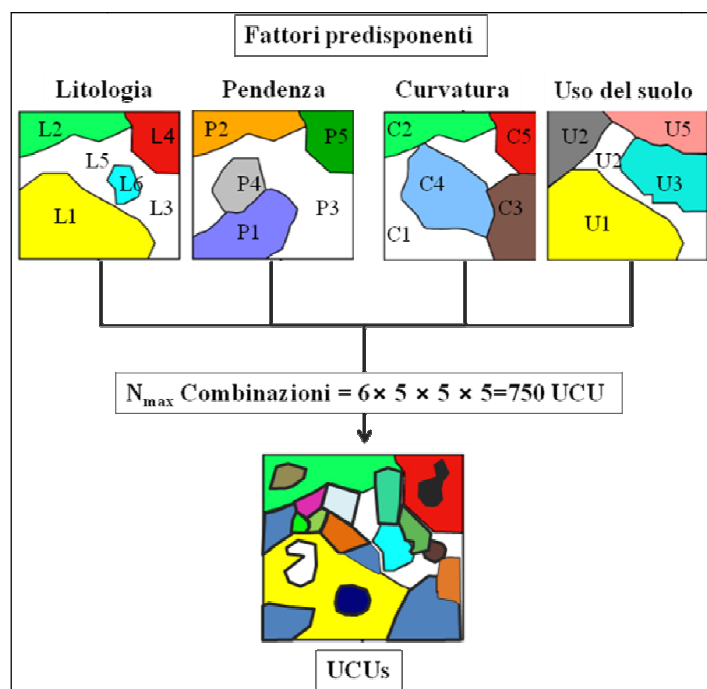 Fattori predisponenti
Litologia Pendenza Curvatura Uso del suolo
L2 L4 L5 L6 L1 L3
P2 P5 P4 P1 P3
C2 C5 C4 C3 C1
U2 U5 U2 U3 U1
Nmax Combinazioni = 6× 5 × 5 × 5=750 UCU
UCUs